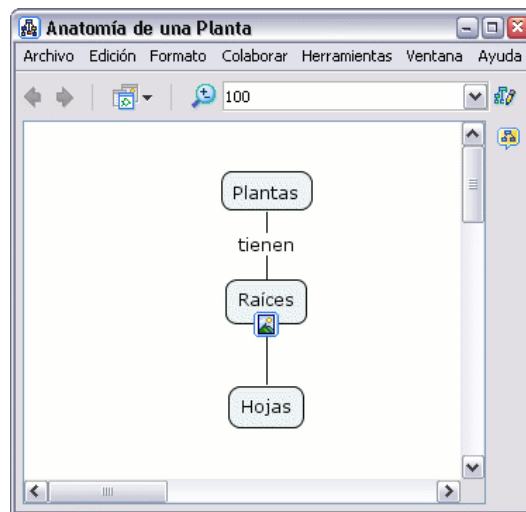 Anatomía de una Planta
Archivo Edición Formato Colaborar Herramientas Ventana Ayuda
100
Plantas
tienen
Raíces
Hojas